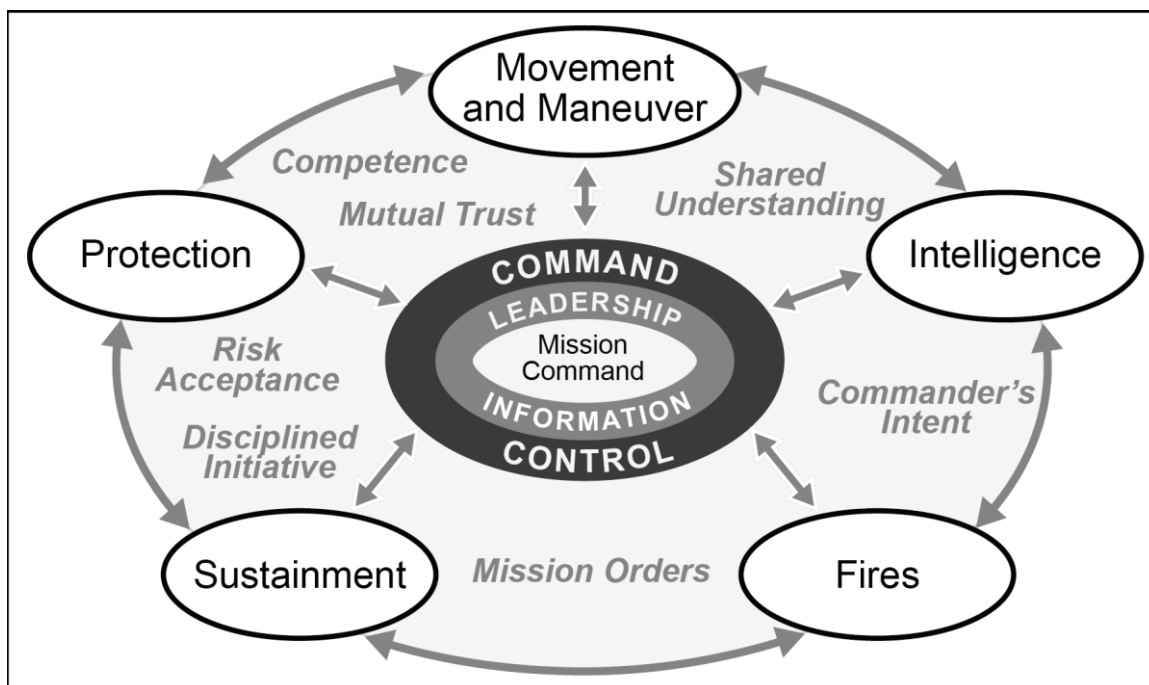 Movement
and Maneuver
Competence
Mutual Trust
Shared
Understanding
Protection
Intelligence
COMMAND
LEADERSHIP
Mission
Command
INFORMATION
CONTROL
Risk
Acceptance
Disciplined
Initiative
Commander’s
Intent
Sustainment
Mission Orders
Fires